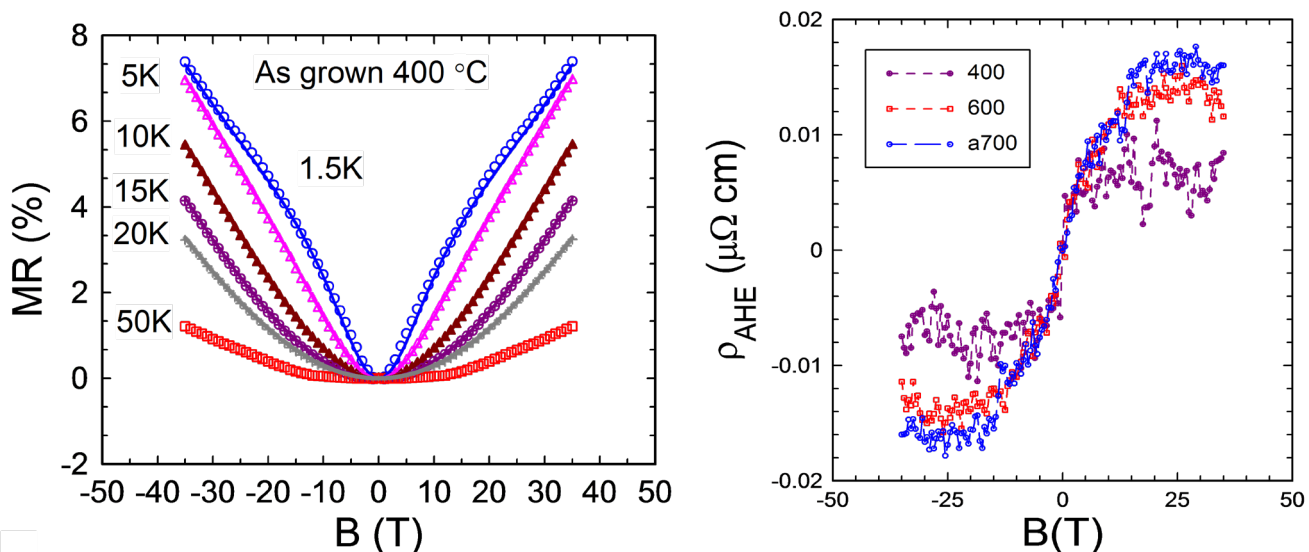 8
6
4
2
0
-2
MR (%)
As grown 400 °C
5K
10K
15K
20K
50K
1.5K
-50 -40 -30 -20 -10 0 10 20 30 40 50
B (T)
0.02
0.01
0
-0.01
-0.02
ρAHE (μΩ cm)
400
600
a700
-50 -25 0 25 50
B(T)